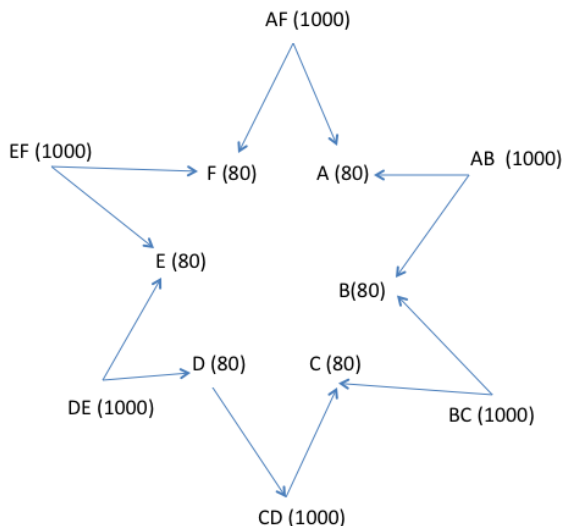 AF (1000)
EF (1000)
F (80)
A (80)
AB  (1000)
E (80)
B(80)
D (80)
C (80)
DE (1000)
BC (1000)
CD (1000)